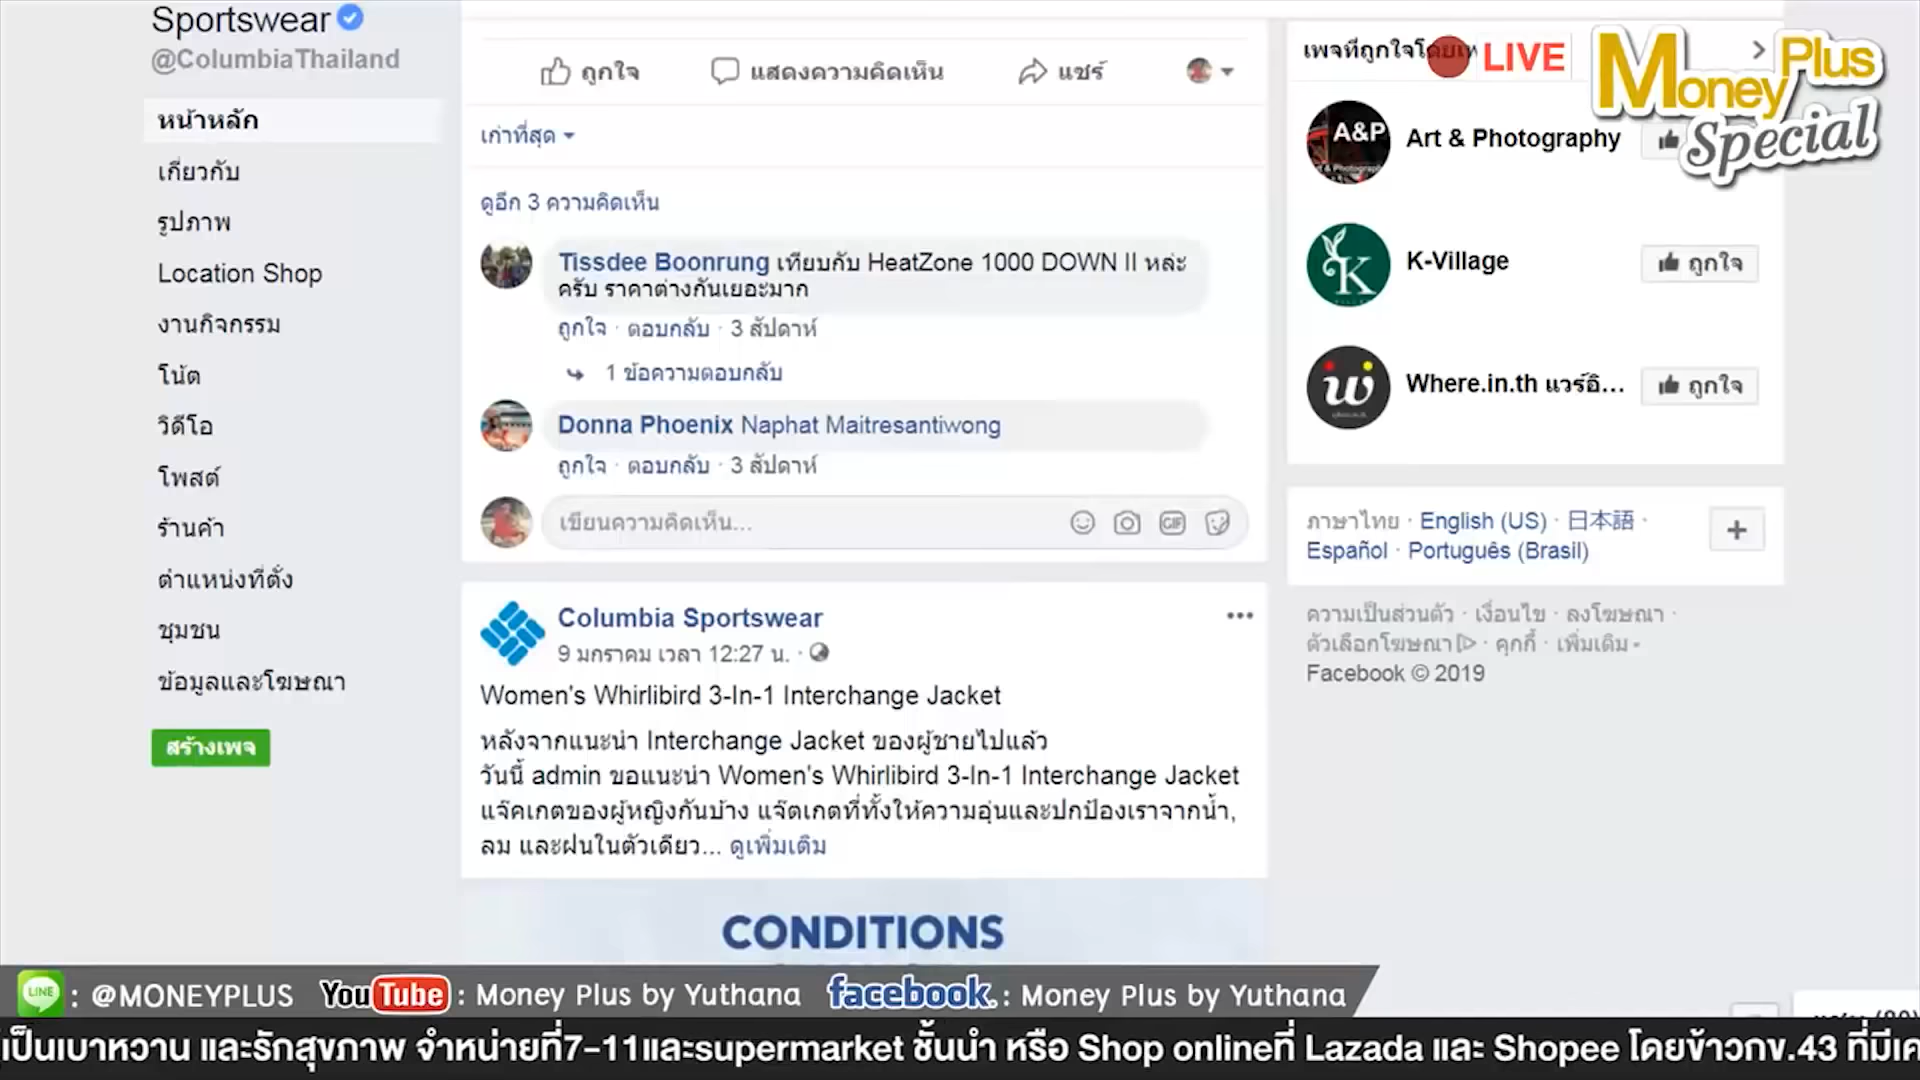 Sportswear
@ColumbiaThailand
หน้าหลัก
เกี่ยวกับ
รูปภาพ
Location Shop
งานกิจกรรม
โน้ต
วิดีโอ
โพสต์
ร้านค้า
ตำแหน่งที่ตั้ง
ชุมชน
ข้อมูลและโฆษณา
สร้างเพจ
ถูกใจ แสดงความคิดเห็น แชร์
เก่าที่สุด
ดูอีก 3 ความคิดเห็น
Tissdee Boonrung เทียบกับ HeatZone 1000 DOWN II หล่ะ
ครับ ราคาต่างกันเยอะมาก
ถูกใจ · ตอบกลับ · 3 สัปดาห์
1 ข้อความตอบกลับ
Donna Phoenix Naphat Maitresantiwong
ถูกใจ · ตอบกลับ · 3 สัปดาห์
เขียนความคิดเห็น...
GIF
Columbia Sportswear
9 มกราคม เวลา 12:27 น. ·
Women's Whirlibird 3-In-1 Interchange Jacket
หลังจากแนะนำ Interchange Jacket ของผู้ชายไปแล้ว
วันนี้ admin ขอแนะนำ Women's Whirlibird 3-In-1 Interchange Jacket
แจ๊คเกตของผู้หญิงกันบ้าง แจ๊ตเกตที่ทั้งให้ความอุ่นและปกป้องเราจากน้ำ,
ลม และฝนในตัวเดียว... ดูเพิ่มเติม
CONDITIONS
เพจที่ถูกใจโดยเพ
LIVE
Money Plus
Special
A&P
Art & Photography
K
K-Village
ถูกใจ
w
Where.in.th แวร์อิ...
ถูกใจ
ภาษาไทย · English (US) · 日本語 ·
Español · Português (Brasil)
ความเป็นส่วนตัว · เงื่อนไข · ลงโฆษณา ·
ตัวเลือกโฆษณา · คุกกี้ · เพิ่มเติม
Facebook © 2019
LINE : @MONEYPLUS YouTube : Money Plus by Yuthana facebook. : Money Plus by Yuthana
เป็นเบาหวาน และรักสุขภาพ จำหน่ายที่7-11และsupermarket ชั้นนำ หรือ Shop onlineที่ Lazada และ Shopee โดยข้าวกข.43 ที่มีเค